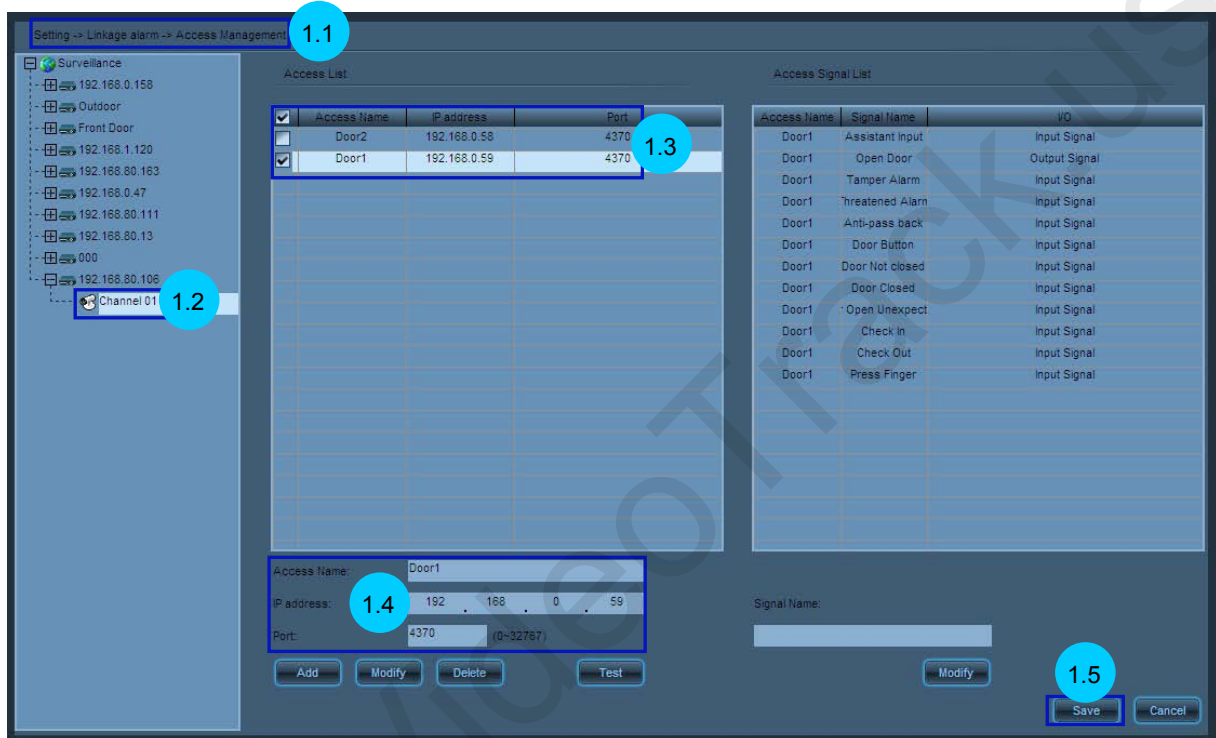 Setting -> Linkage alarm -> Access Management
1.1
Surveillance
192.168.0.158
Outdoor
Front Door
192.168.1.120
192.168.80.163
192.168.0.47
192.168.80.111
192.168.80.13
000
192.168.80.106
Channel 01
1.2
Access List
Access Name IP address Port
Door2 192.168.0.58 4370
Door1 192.168.0.59 4370
1.3
Access Signal List
Access Name Signal Name I/O
Door1 Assistant Input Input Signal
Door1 Open Door Output Signal
Door1 Tamper Alarm Input Signal
Door1 Threatened Alarm Input Signal
Door1 Anti-pass back Input Signal
Door1 Door Button Input Signal
Door1 Door Not closed Input Signal
Door1 Door Closed Input Signal
Door1 Open Unexpect Input Signal
Door1 Check In Input Signal
Door1 Check Out Input Signal
Door1 Press Finger Input Signal
Access Name: Door1
IP address: 192 . 168 . 0 . 59
1.4
Port: 4370 (0~32767)
Add Modify Delete Test
Signal Name:
Modify
1.5
Save Cancel
VideoTrack.us